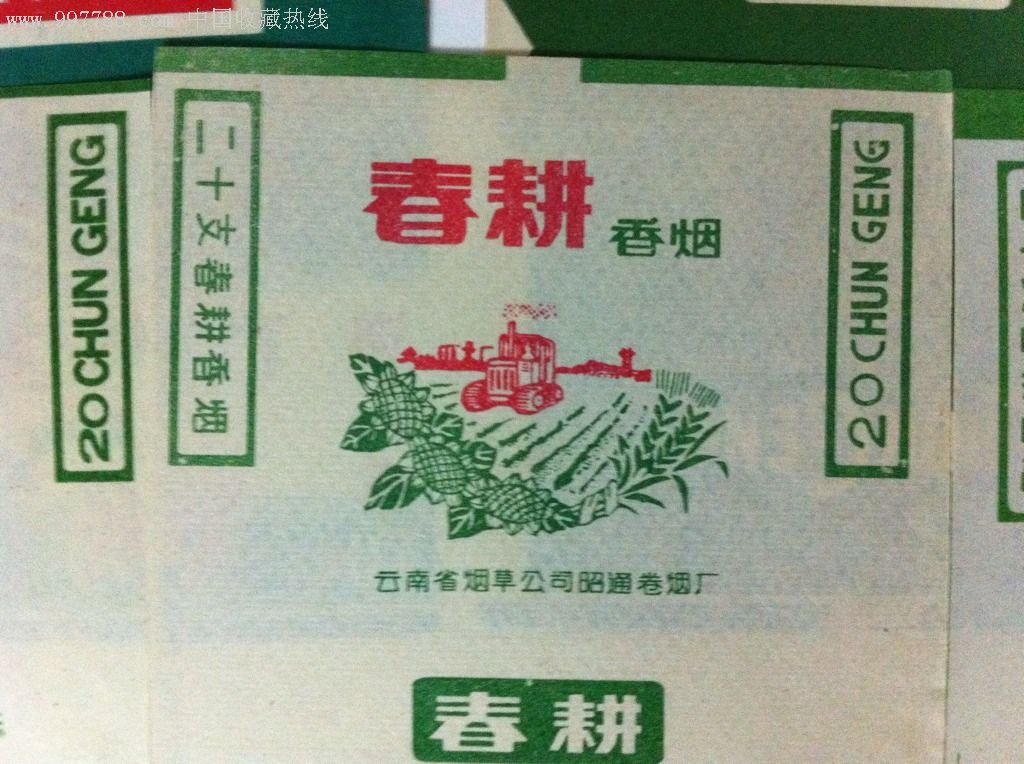 www.997788.com 中国收藏热线
20 CHUN GENG
二十支春耕香烟
春耕 香烟
20 CHUN GENG
云南省烟草公司昭通卷烟厂
春耕